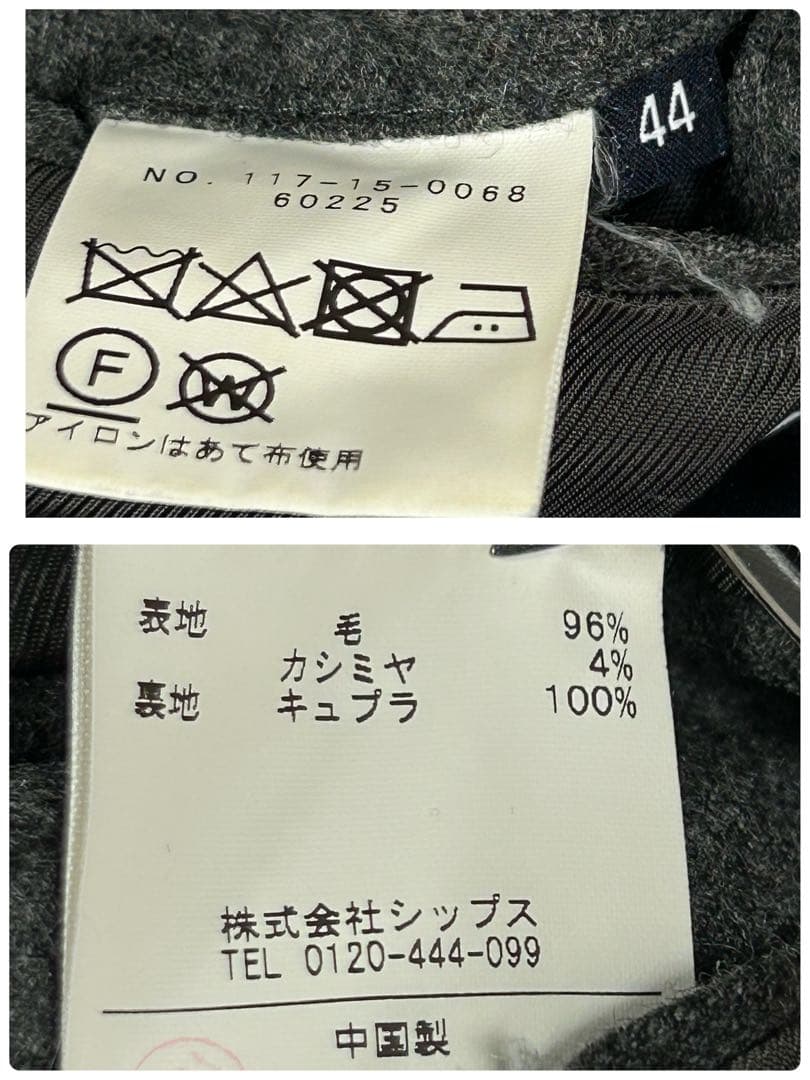 44
NO. 117-15-0068
60225
F
W
アイロンはあて布使用
表地 毛 96%
カシミヤ 4%
裏地 キュプラ 100%
株式会社シップス
TEL 0120-444-099
中国製